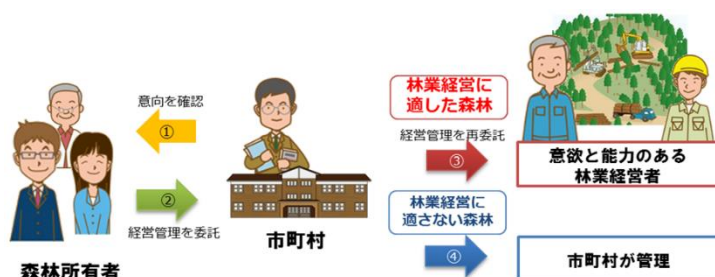 意向を確認
①
②
経営管理を委託
森林所有者
市町村
林業経営に
適した森林
経営管理を再委託
③
意欲と能力のある
林業経営者
林業経営に
適さない森林
④
市町村が管理